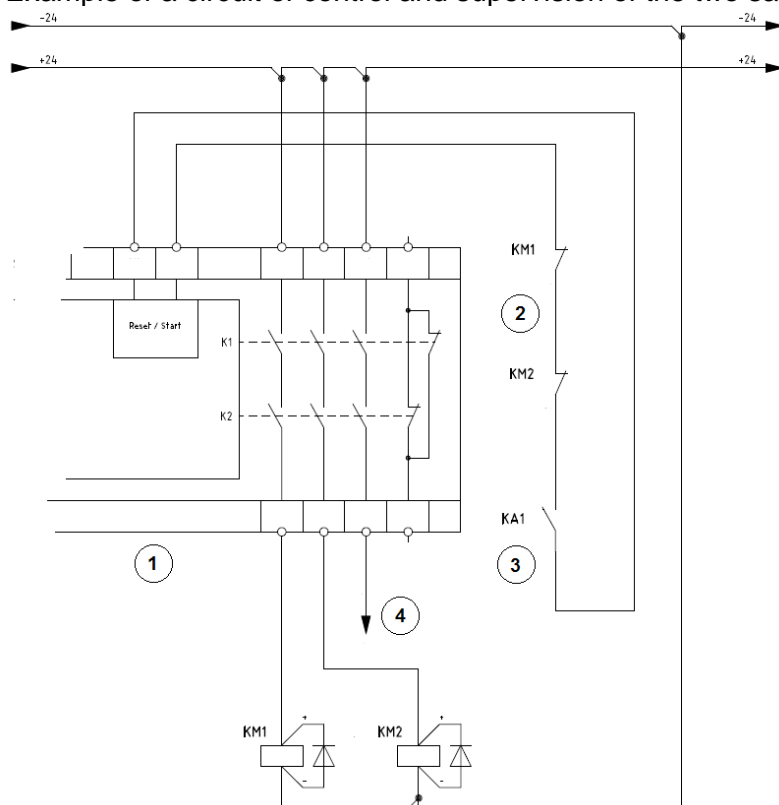 Example of a circuit of control and supervision of the two sa
-24 -24
+24 +24
KM1
2
Reset / Start
K1
KM2
K2
KA1
1
3
4
KM1 + KM2 +
- -